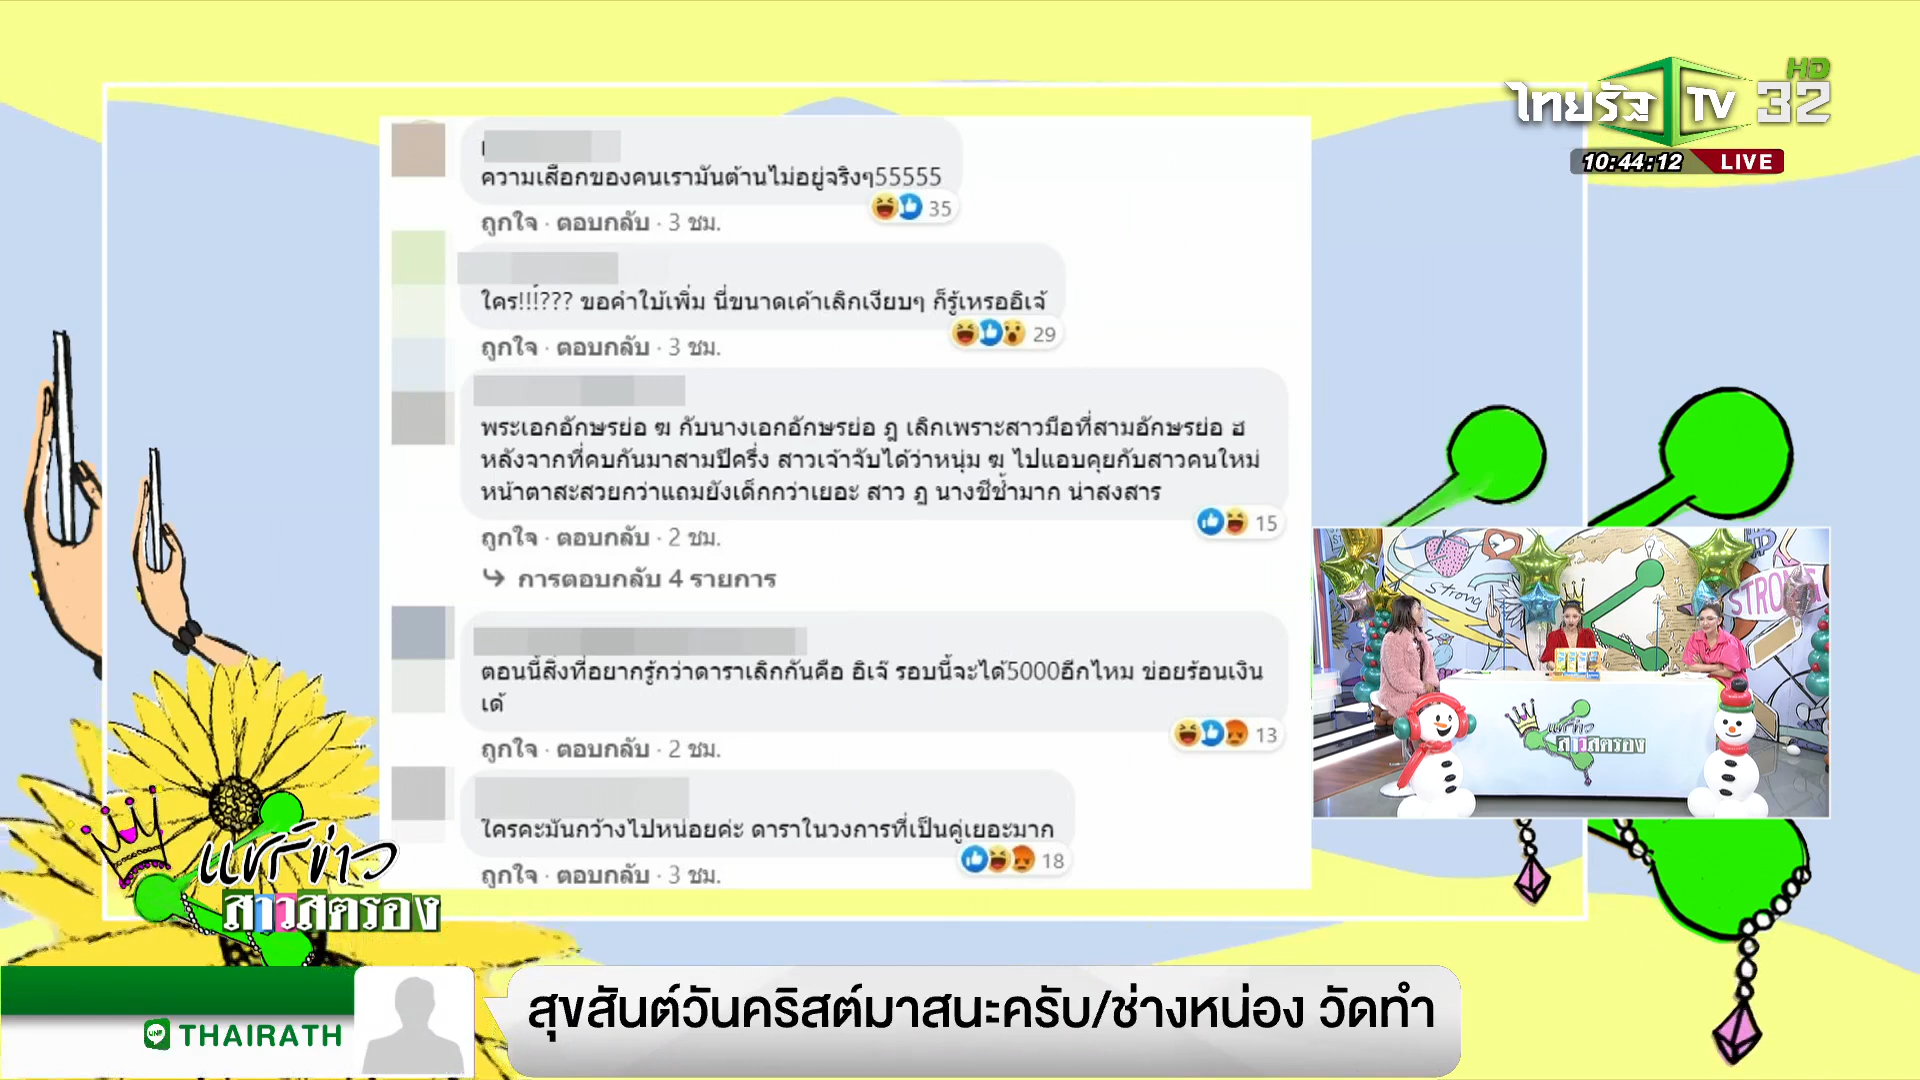 ไทยรัฐ TV HD 32
10:44:12 LIVE
ความเสือกของคนเรามันต้านไม่อยู่จริงๆ55555
35
ถูกใจ · ตอบกลับ · 3 ชม.
ใคร!!!??? ขอคำใบ้เพิ่ม นี่ขนาดเค้าเลิกเงียบๆ ก็รู้เหรออิเจ้
29
ถูกใจ · ตอบกลับ · 3 ชม.
พระเอกอักษรย่อ ฆ กับนางเอกอักษรย่อ ฎ เลิกเพราะสาวมือที่สามอักษรย่อ ฮ
หลังจากที่คบกันมาสามปีครึ่ง สาวเจ้าจับได้ว่าหนุ่ม ฆ ไปแอบคุยกับสาวคนใหม่
หน้าตาสะสวยกว่าแถมยังเด็กกว่าเยอะ สาว ฎ นางชีช้ำมาก น่าสงสาร
15
ถูกใจ · ตอบกลับ · 2 ชม.
การตอบกลับ 4 รายการ
ตอนนี้สิ่งที่อยากรู้กว่าดาราเลิกกันคือ อิเจ๊ รอบนี้จะได้5000อีกไหม ข่อยร้อนเงิน
เด้
13
ถูกใจ · ตอบกลับ · 2 ชม.
ใครคะมันกว้างไปหน่อยค่ะ ดาราในวงการที่เป็นคู่เยอะมาก
18
ถูกใจ · ตอบกลับ · 3 ชม.
Strong
STRONG
แชร์ข่าว
สาวสตรอง
แชร์ข่าว
สาวสตรอง
LINE THAIRATH
สุขสันต์วันคริสต์มาสนะครับ/ช่างหน่อง วัดทำ